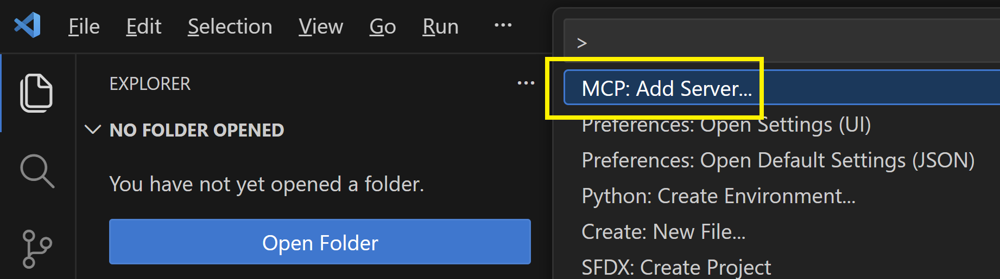 File Edit Selection View Go Run ...
>
EXPLORER ...
MCP: Add Server...
NO FOLDER OPENED
Preferences: Open Settings (UI)
Preferences: Open Default Settings (JSON)
You have not yet opened a folder.
Python: Create Environment...
Create: New File...
Open Folder
SFDX: Create Project